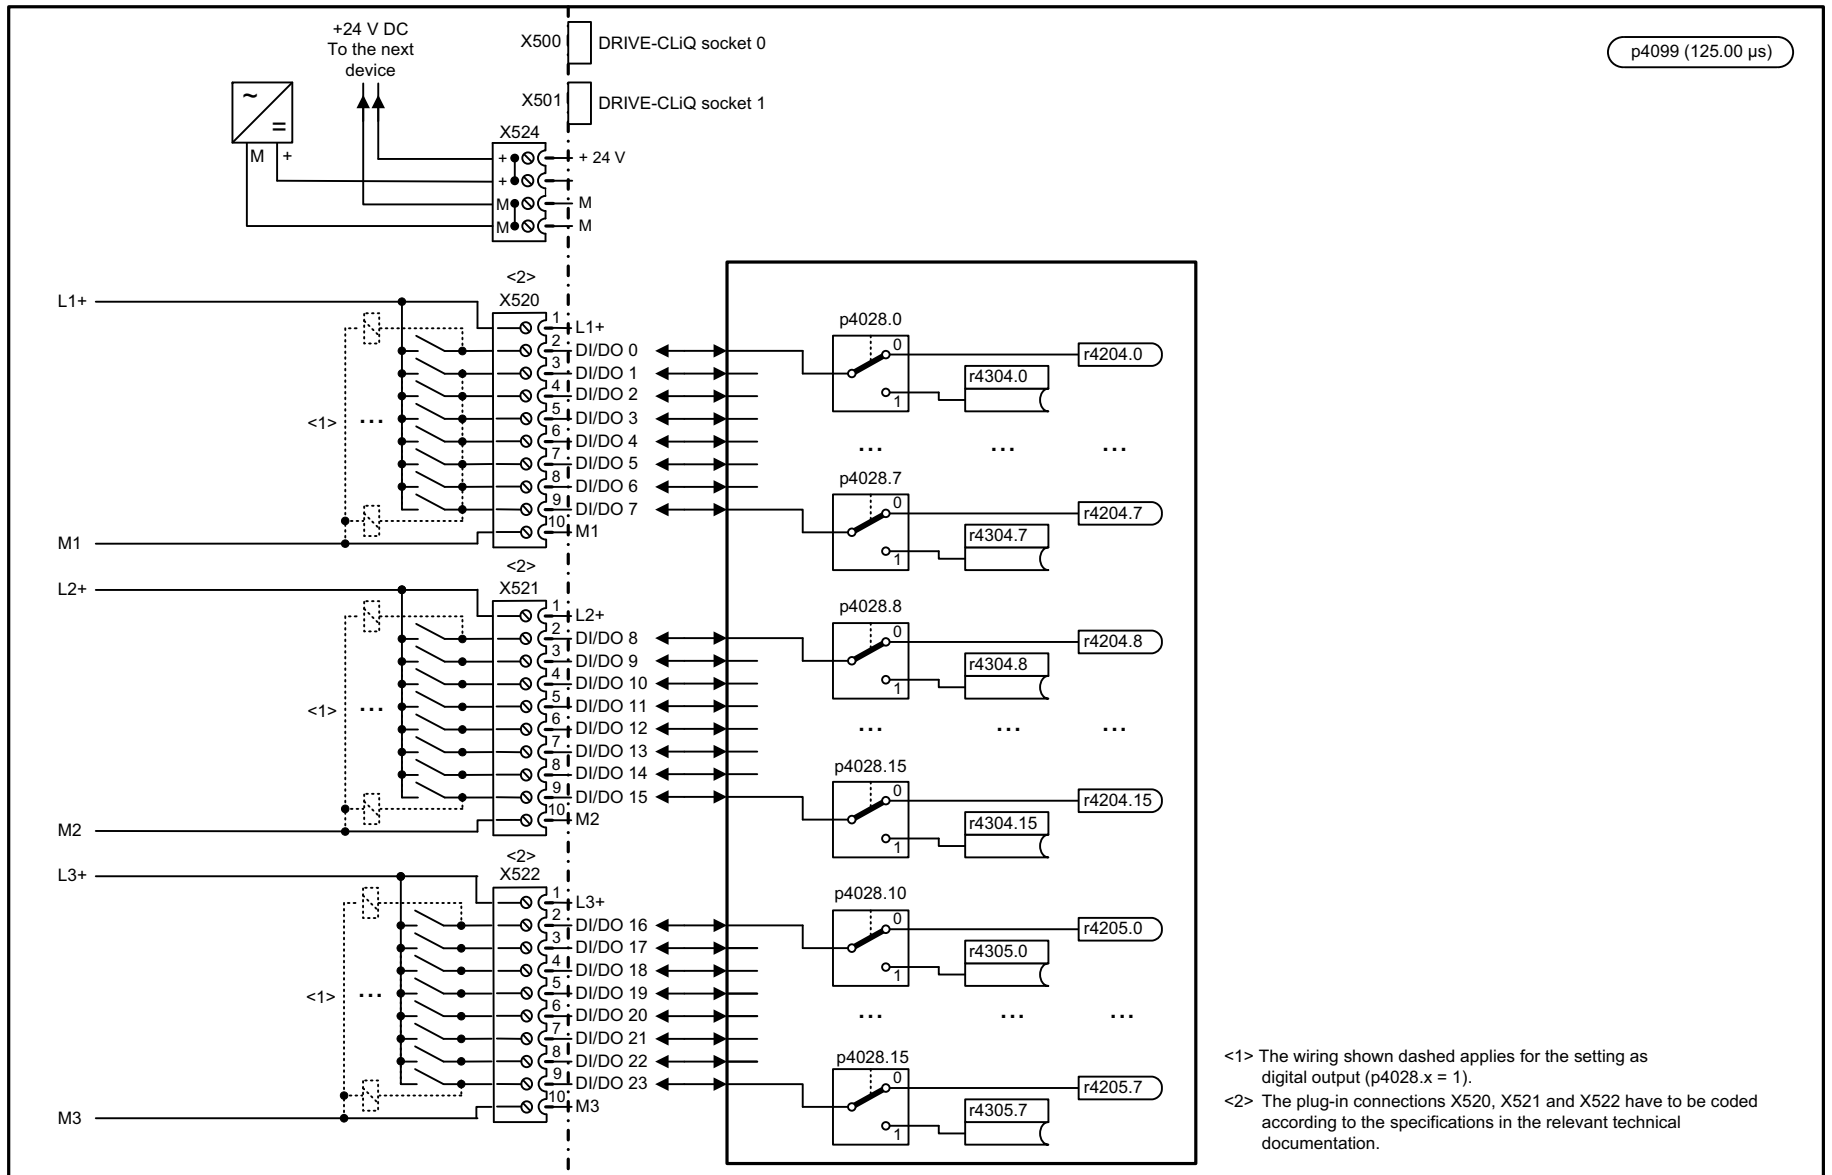 +24 V DC
To the next
device
X500
DRIVE-CLiQ socket 0
p4099 (125.00 µs)
X501
DRIVE-CLiQ socket 1
~
=
M
+
X524
+
+ 24 V
+
M
M
M
M
<2>
X520
L1+
1
L1+
2
DI/DO 0
3
DI/DO 1
4
DI/DO 2
5
DI/DO 3
6
DI/DO 4
7
DI/DO 5
8
DI/DO 6
9
DI/DO 7
10
M1
<1>
...
M1
p4028.0
0
1
r4204.0
r4304.0
...
...
...
p4028.7
0
1
r4204.7
r4304.7
<2>
X521
L2+
1
L2+
2
DI/DO 8
3
DI/DO 9
4
DI/DO 10
5
DI/DO 11
6
DI/DO 12
7
DI/DO 13
8
DI/DO 14
9
DI/DO 15
10
M2
<1>
...
M2
p4028.8
0
1
r4204.8
r4304.8
...
...
...
p4028.15
0
1
r4204.15
r4304.15
<2>
X522
L3+
1
L3+
2
DI/DO 16
3
DI/DO 17
4
DI/DO 18
5
DI/DO 19
6
DI/DO 20
7
DI/DO 21
8
DI/DO 22
9
DI/DO 23
10
M3
<1>
...
M3
p4028.10
0
1
r4205.0
r4305.0
...
...
...
p4028.15
0
1
r4205.7
r4305.7
<1> The wiring shown dashed applies for the setting as
digital output (p4028.x = 1).
<2> The plug-in connections X520, X521 and X522 have to be coded
according to the specifications in the relevant technical
documentation.